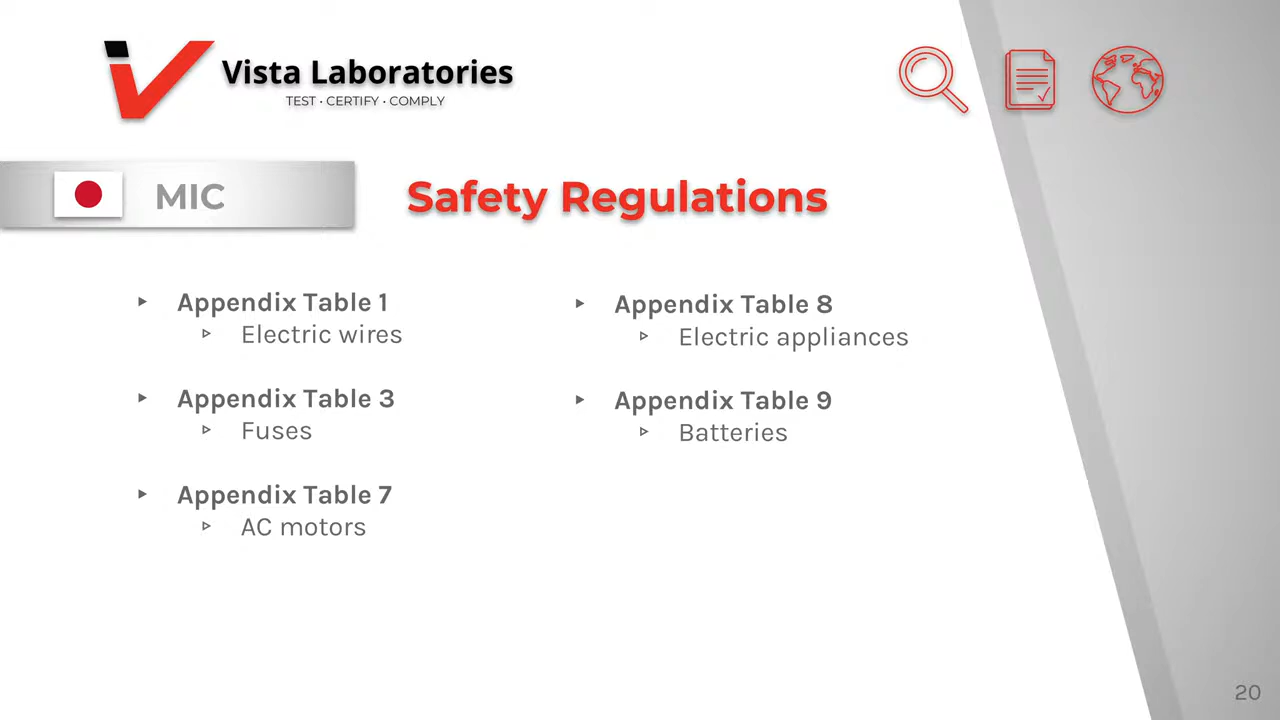 Vista Laboratories
TEST · CERTIFY · COMPLY
MIC
Safety Regulations
Appendix Table 1
Electric wires
Appendix Table 3
Fuses
Appendix Table 7
AC motors
Appendix Table 8
Electric appliances
Appendix Table 9
Batteries
20